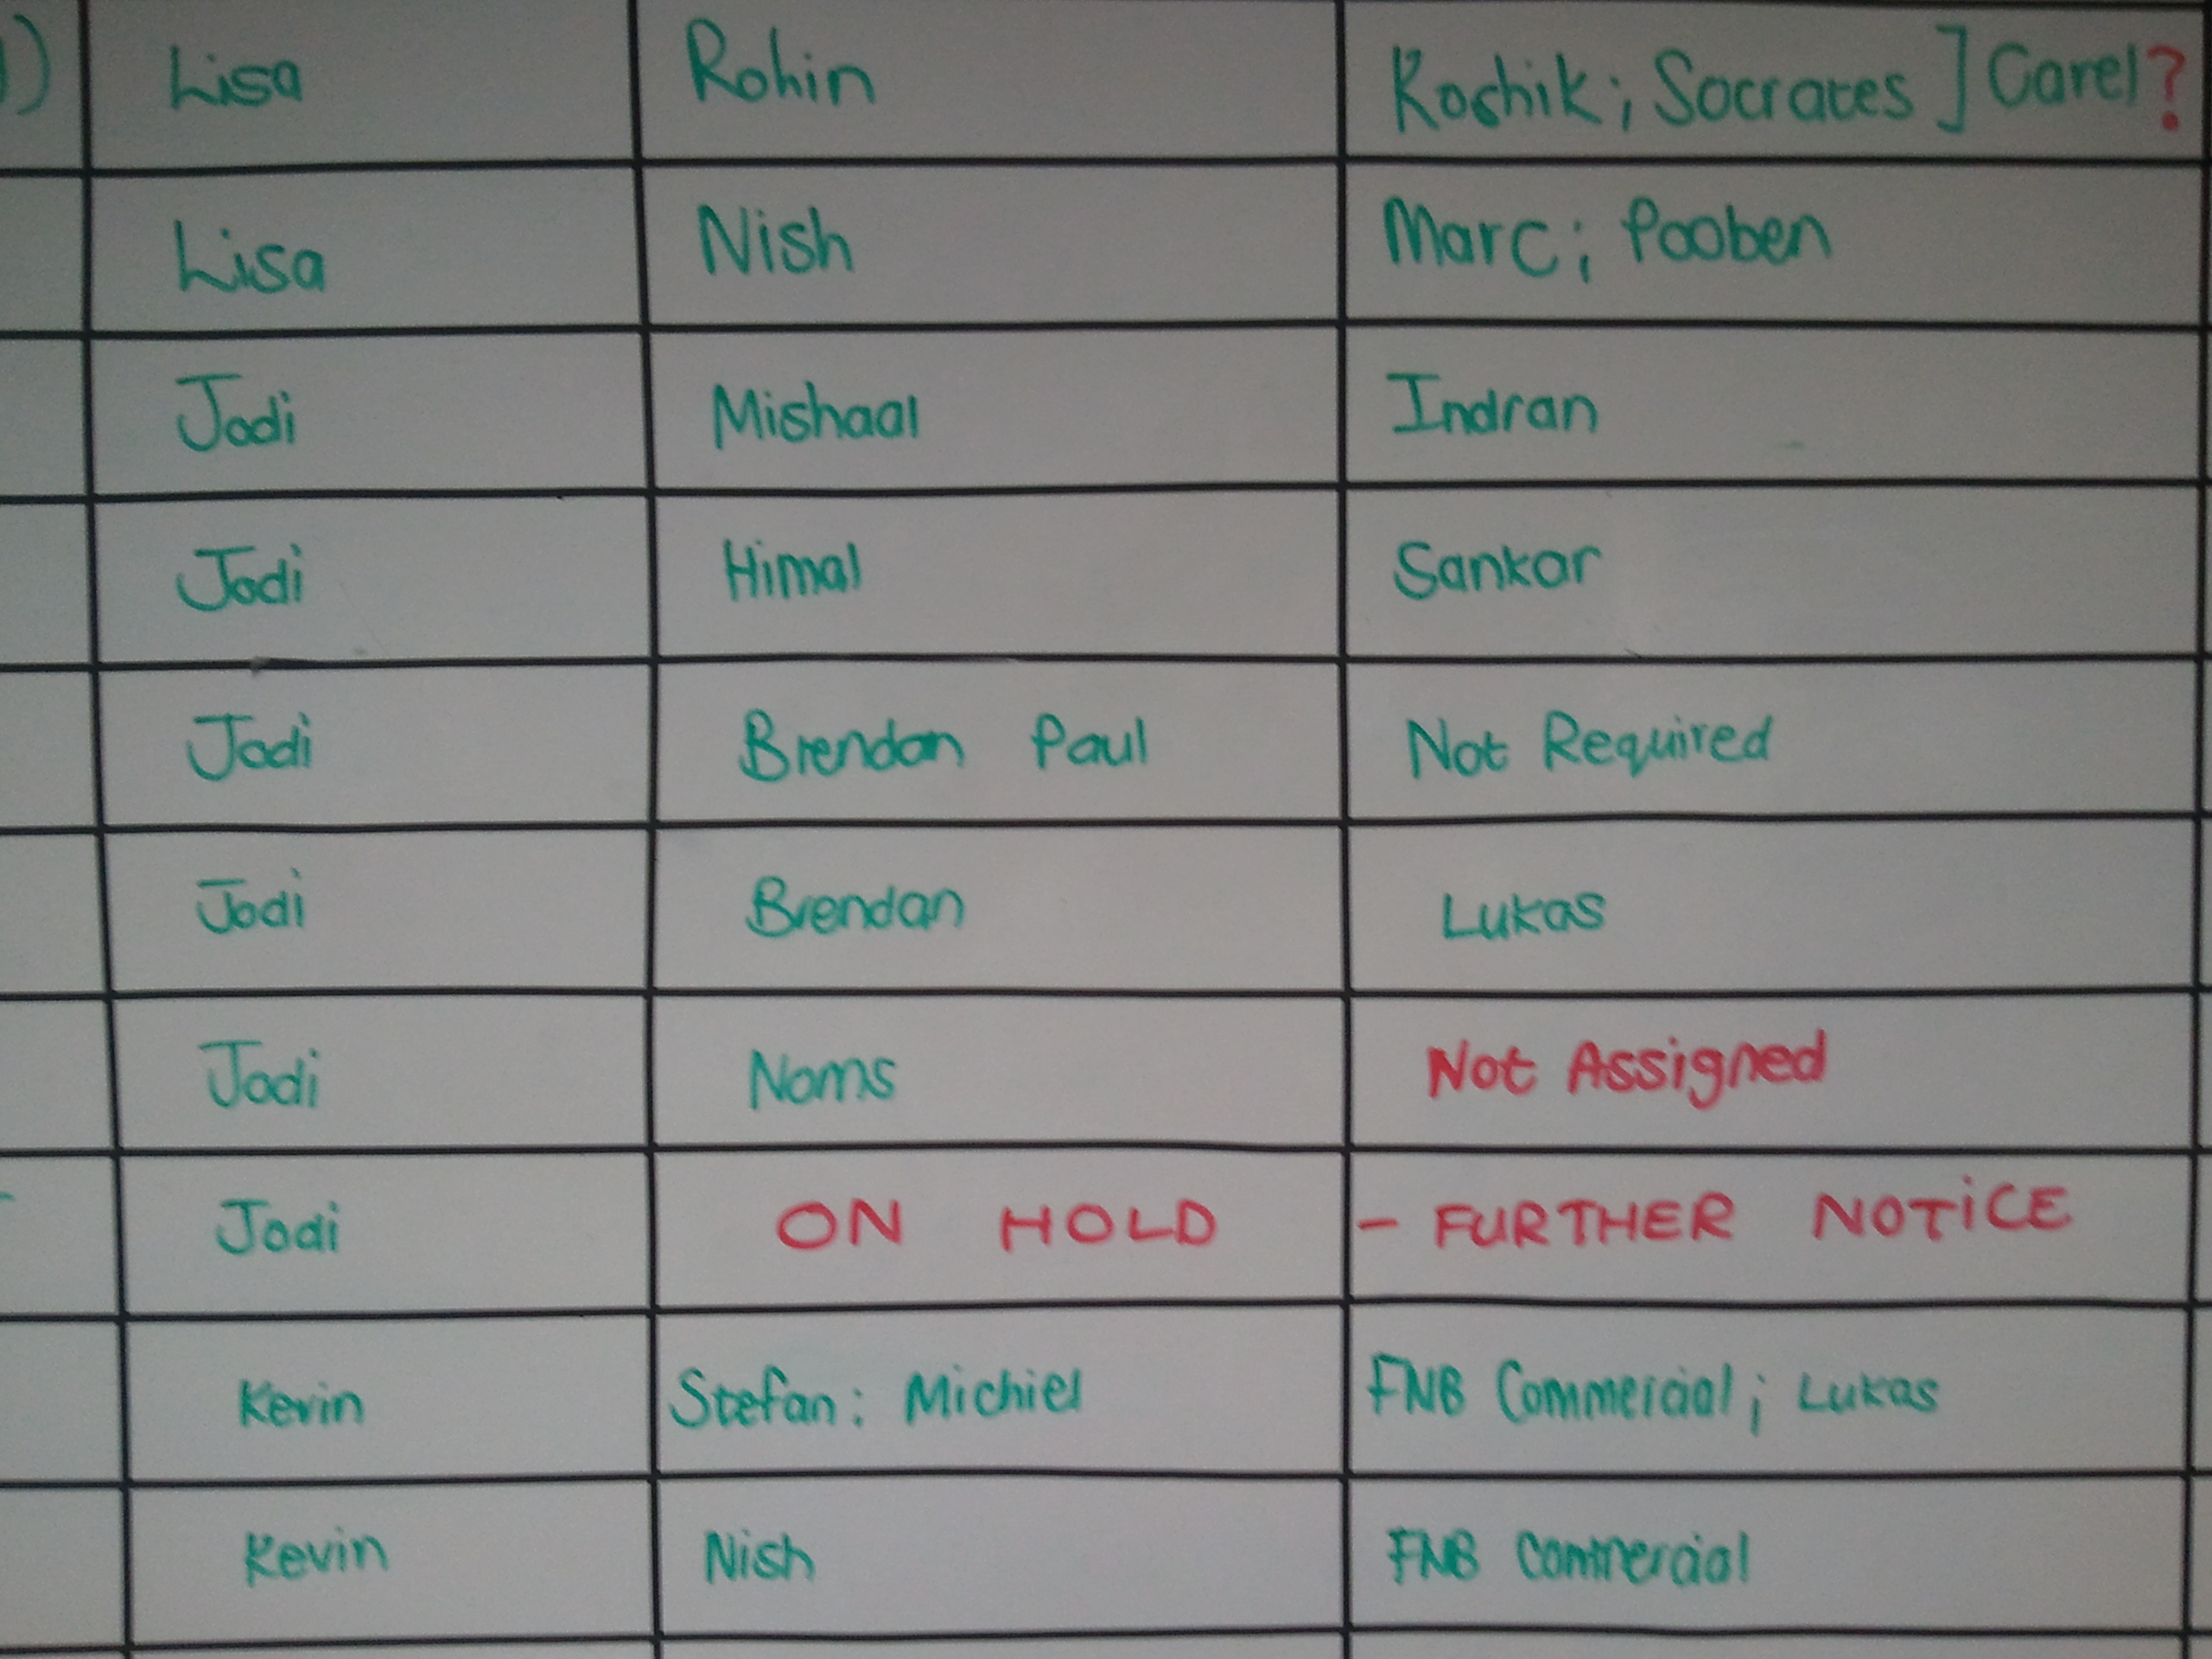 ) Lisa Rohin Koshik; Socrates ] Carel?
Lisa Nish Marc; Pooben
Jodi Mishaal Indran
Jodi Himal Sankar
Jodi Brendan Paul Not Required
Jodi Brendan Lukas
Jodi Noms Not Assigned
Jodi ON HOLD - FURTHER NOTICE
Kevin Stefan: Michiel FNB Commercial; Lukas
Kevin Nish FNB Commercial